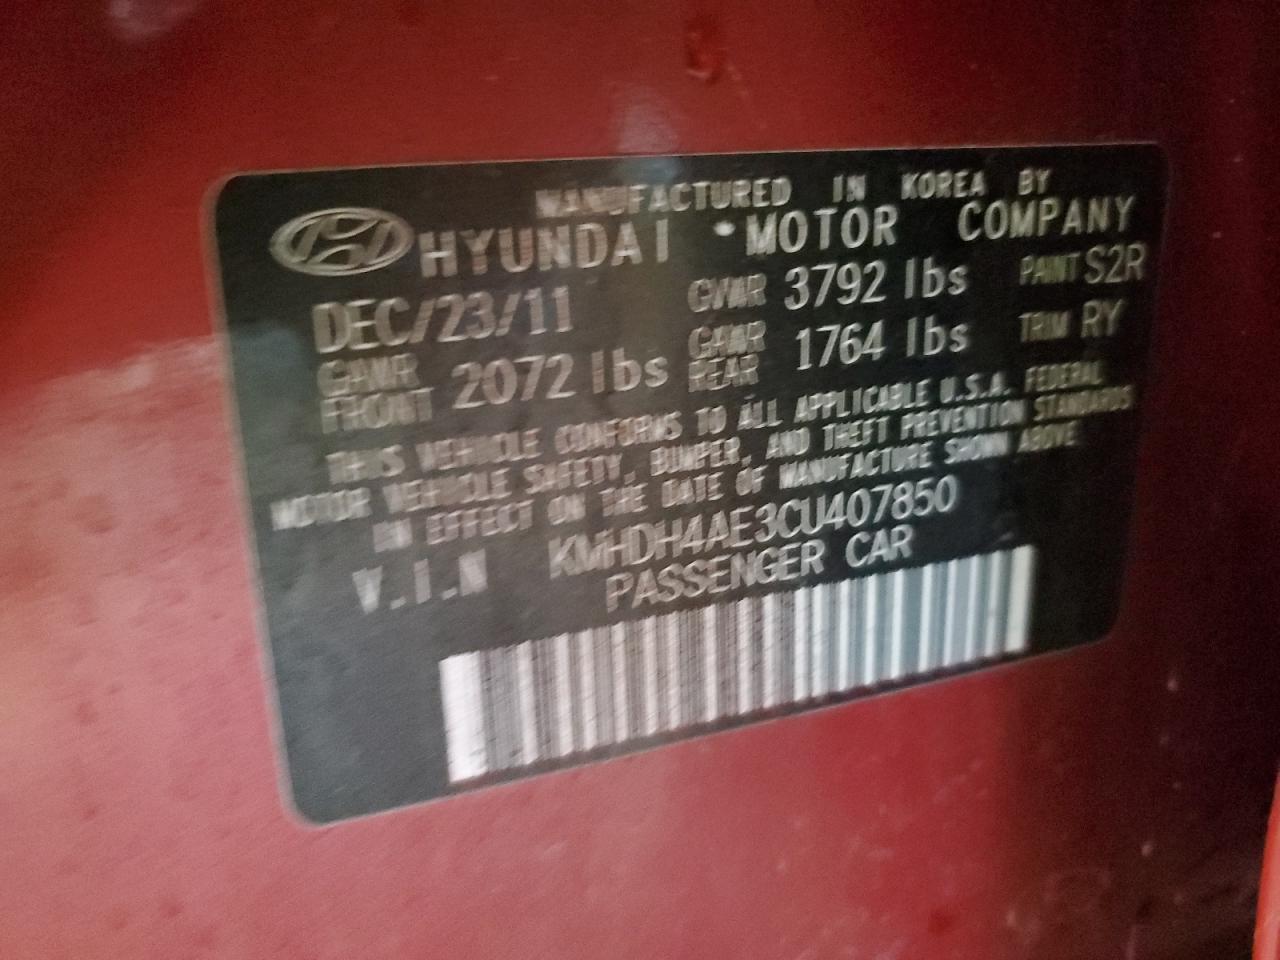 MANUFACTURED IN KOREA BY
HYUNDAI MOTOR COMPANY
DEC/23/11 GVWR 3792 lbs PAINT S2R
GAWR FRONT 2072 lbs GAWR REAR 1764 lbs TRIM RY
THIS VEHICLE CONFORMS TO ALL APPLICABLE U.S.A. FEDERAL
MOTOR VEHICLE SAFETY, BUMPER, AND THEFT PREVENTION STANDARDS
IN EFFECT ON THE DATE OF MANUFACTURE SHOWN ABOVE
V.I.N KMHDH4AE3CU407850
PASSENGER CAR